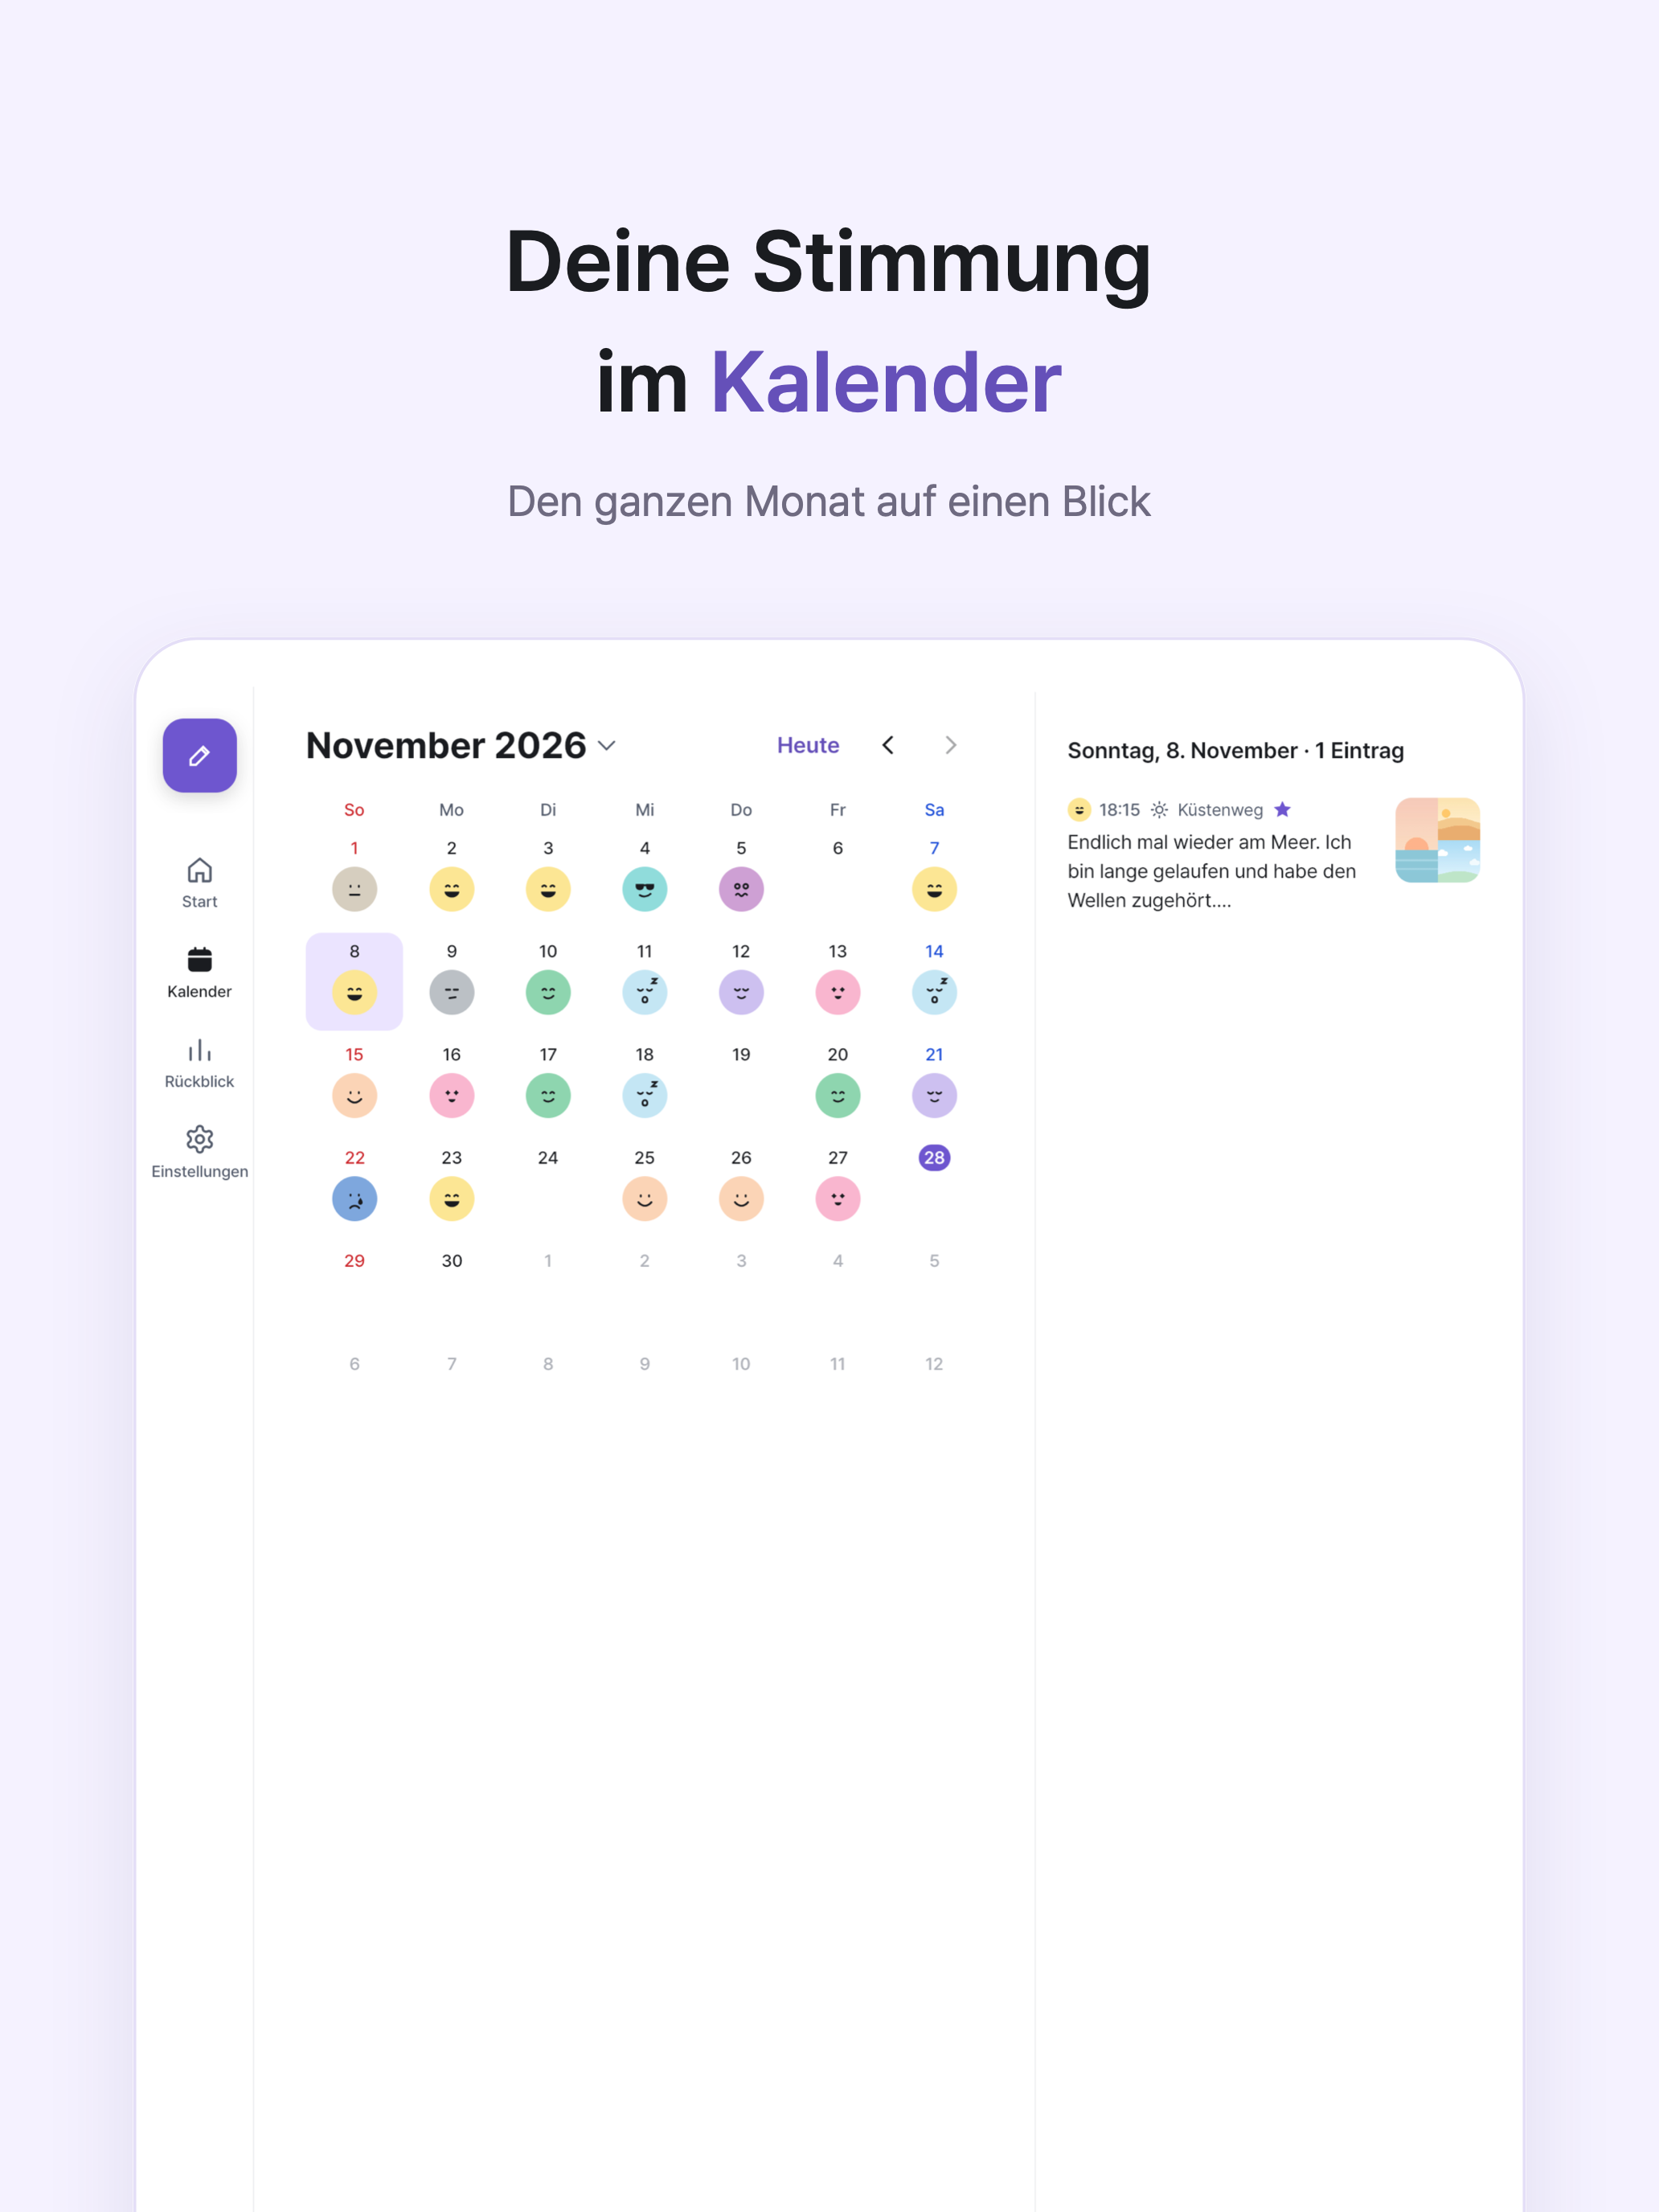 Deine Stimmung
im Kalender
Den ganzen Monat auf einen Blick
Start
Kalender
Rückblick
Einstellungen
November 2026
Heute
So Mo Di Mi Do Fr Sa
1 2 3 4 5 6 7
8 9 10 11 12 13 14
15 16 17 18 19 20 21
22 23 24 25 26 27 28
29 30 1 2 3 4 5
6 7 8 9 10 11 12
Sonntag, 8. November · 1 Eintrag
18:15 Küstenweg
Endlich mal wieder am Meer. Ich
bin lange gelaufen und habe den
Wellen zugehört....